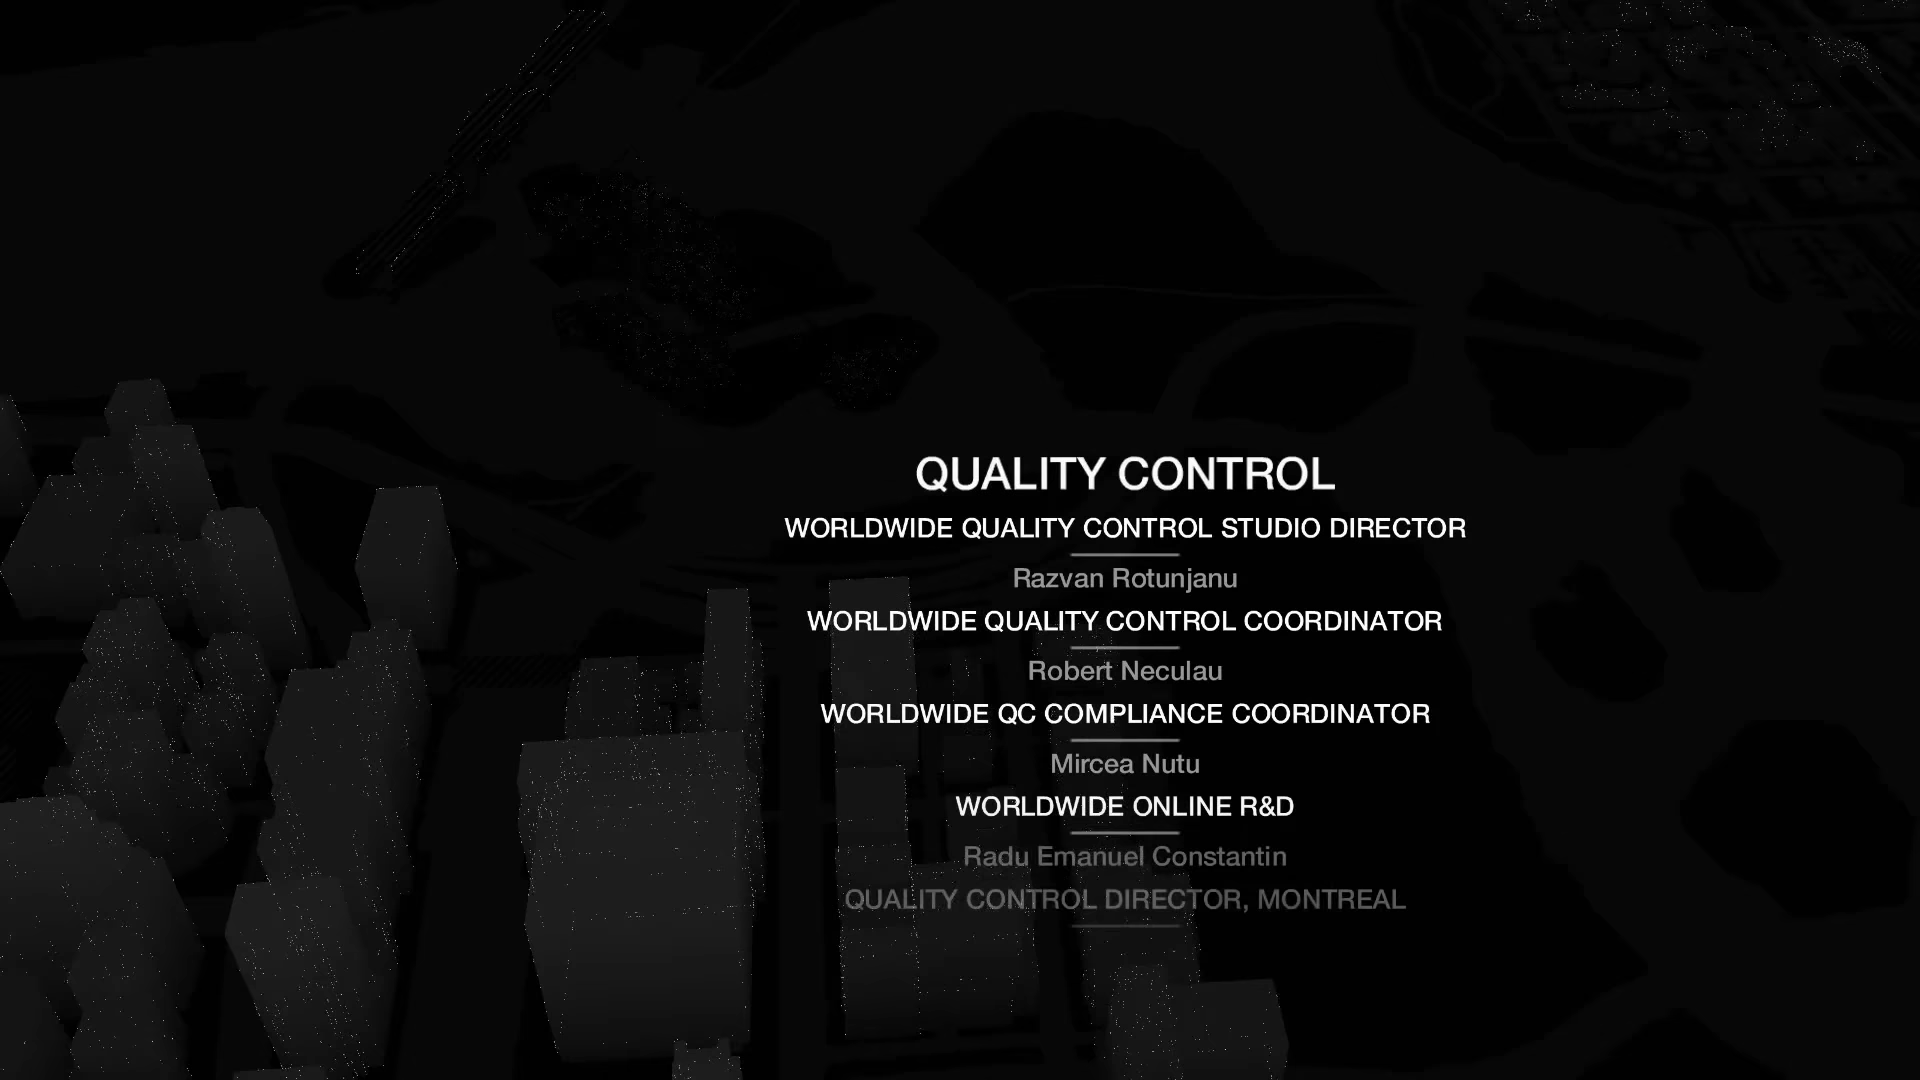 QUALITY CONTROL
WORLDWIDE QUALITY CONTROL STUDIO DIRECTOR
Razvan Rotunjanu
WORLDWIDE QUALITY CONTROL COORDINATOR
Robert Neculau
WORLDWIDE QC COMPLIANCE COORDINATOR
Mircea Nutu
WORLDWIDE ONLINE R&D
Radu Emanuel Constantin
QUALITY CONTROL DIRECTOR, MONTREAL